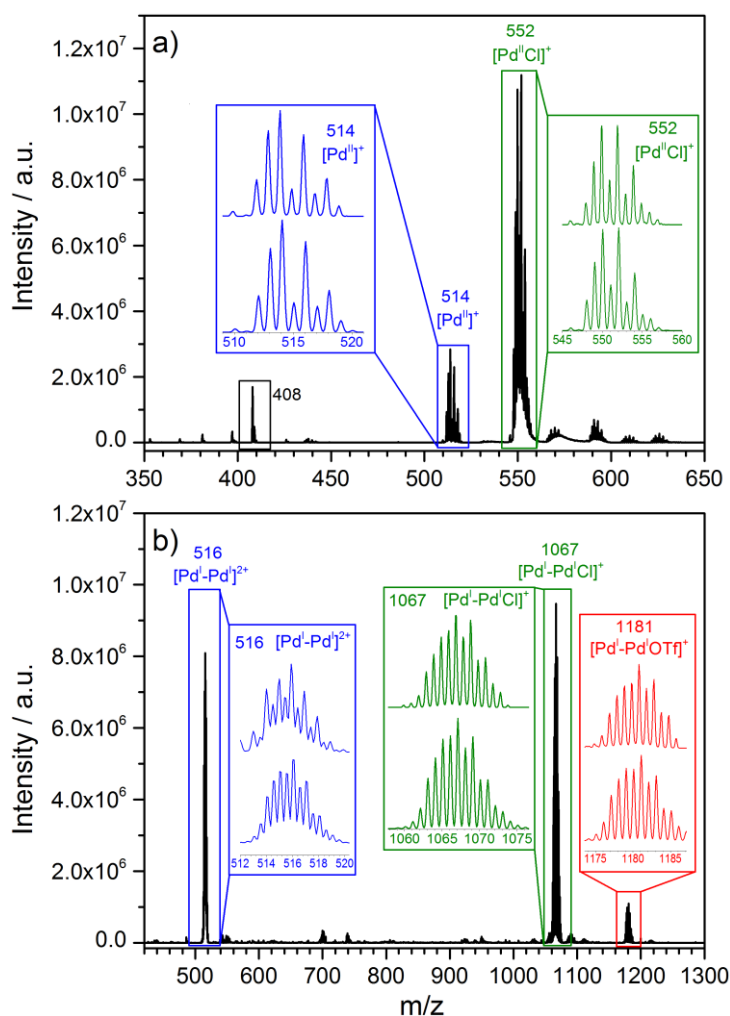 a)
Intensity / a.u.
1.2x10⁷
1.0x10⁷
8.0x10⁶
6.0x10⁶
4.0x10⁶
2.0x10⁶
0.0
552
[PdᴵᴵCl]⁺
514
[Pdᴵᴵ]⁺
510 515 520
552
[PdᴵᴵCl]⁺
545 550 555 560
514
[Pdᴵᴵ]⁺
408
350 400 450 500 550 600 650
b)
Intensity / a.u.
1.2x10⁷
1.0x10⁷
8.0x10⁶
6.0x10⁶
4.0x10⁶
2.0x10⁶
0.0
516
[Pdᴵ-Pdᴵ]²⁺
1067
[Pdᴵ-PdᴵCl]⁺
516 [Pdᴵ-Pdᴵ]²⁺
512 514 516 518 520
1067 [Pdᴵ-PdᴵCl]⁺
1060 1065 1070 1075
1181
[Pdᴵ-PdᴵOTf]⁺
1175 1180 1185
500 600 700 800 900 1000 1100 1200 1300
m/z